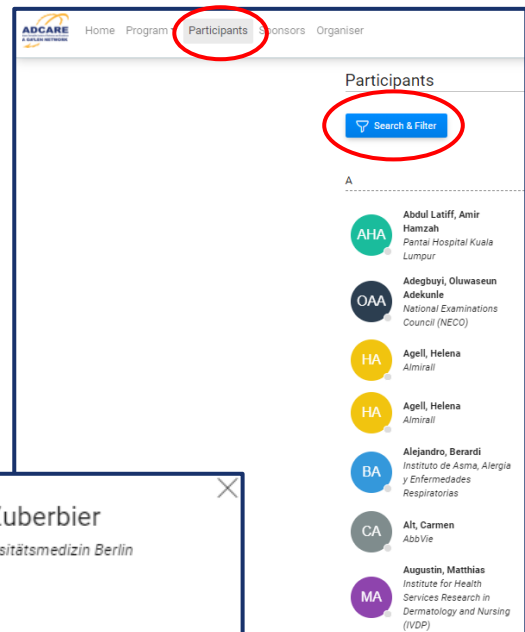 ADCARE
A GA²LEN NETWORK
Home Program Participants Sponsors Organiser
Participants
Search & Filter
A
AHA
Abdul Latiff, Amir
Hamzah
Pantai Hospital Kuala
Lumpur
OAA
Adegbuyi, Oluwaseun
Adekunle
National Examinations
Council (NECO)
HA
Agell, Helena
Almirall
HA
Agell, Helena
Almirall
BA
Alejandro, Berardi
Instituto de Asma, Alergia
y Enfermedades
Respiratorias
CA
Alt, Carmen
AbbVie
MA
Augustin, Matthias
Institute for Health
Services Research in
Dermatology and Nursing
(IVDP)
Zuberbier
sitätsmedizin Berlin